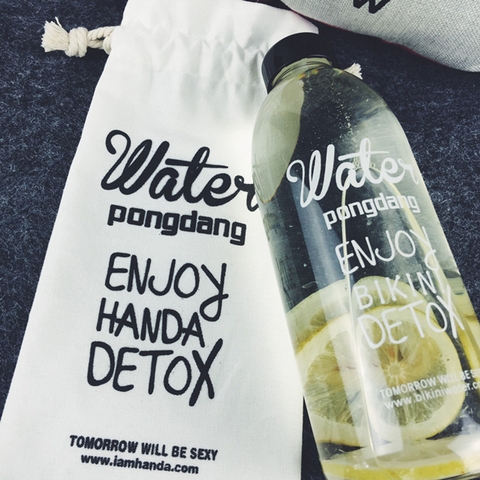 Water
pongdang
ENJOY
HANDA
DETOX
TOMORROW WILL BE SEXY
www.iamhanda.com
Water
pongdang
ENJOY
BIKINI
DETOX
TOMORROW WILL BE